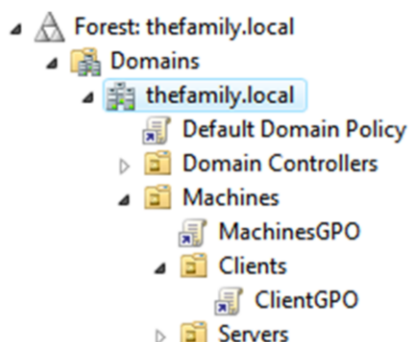 Forest: thefamily.local
Domains
thefamily.local
Default Domain Policy
Domain Controllers
Machines
MachinesGPO
Clients
ClientGPO
Servers